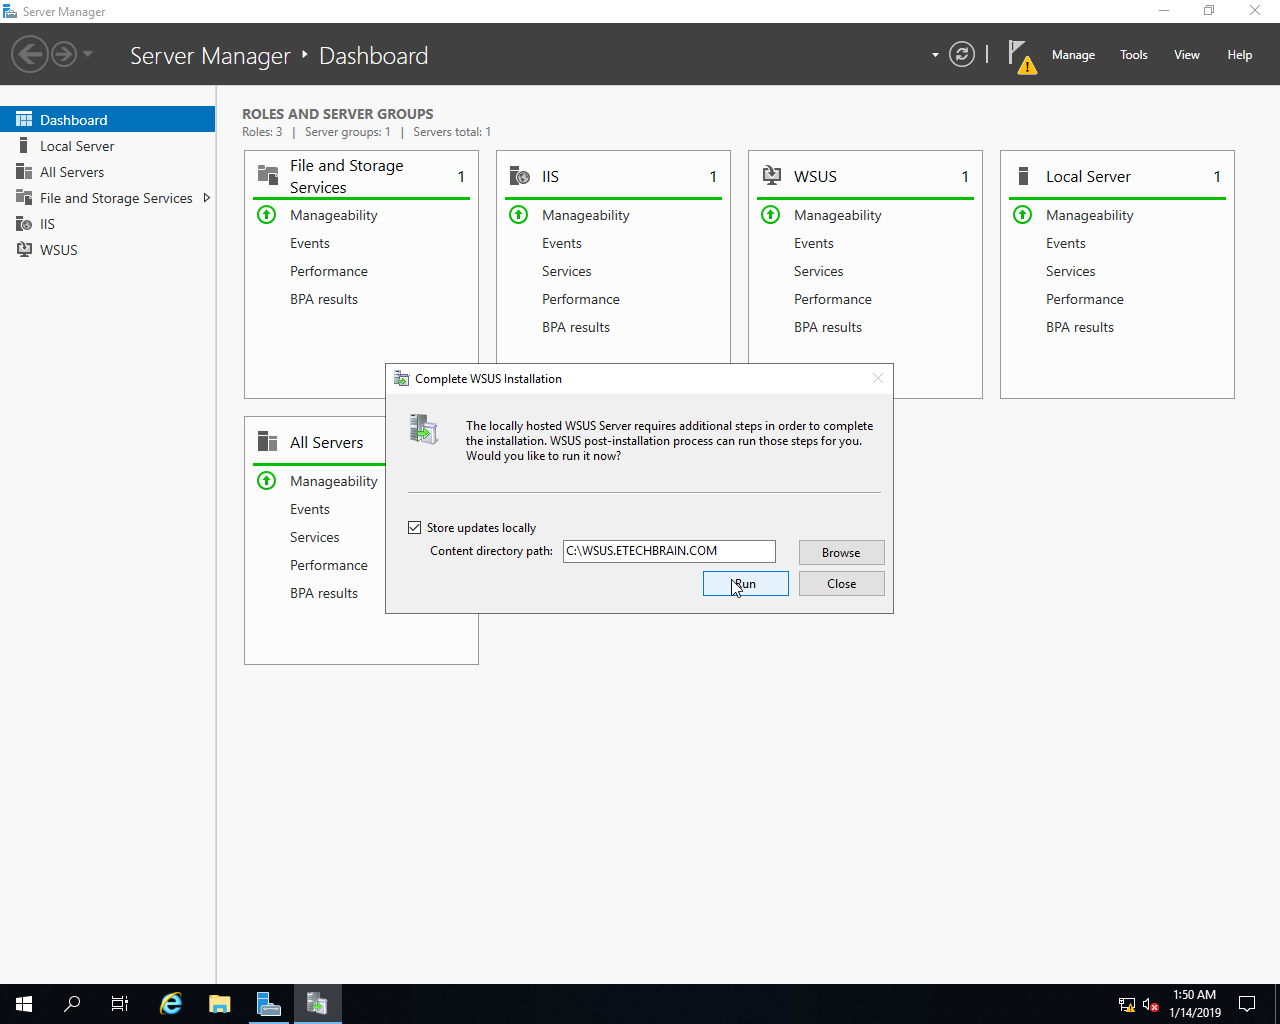 Server Manager
Server Manager Dashboard
Manage Tools View Help
Dashboard
Local Server
All Servers
File and Storage Services
IIS
WSUS
ROLES AND SERVER GROUPS
Roles: 3 | Server groups: 1 | Servers total: 1
File and Storage
Services 1
Manageability
Events
Performance
BPA results
IIS 1
Manageability
Events
Services
Performance
BPA results
WSUS 1
Manageability
Events
Services
Performance
BPA results
Local Server 1
Manageability
Events
Services
Performance
BPA results
All Servers
Manageability
Events
Services
Performance
BPA results
Complete WSUS Installation
The locally hosted WSUS Server requires additional steps in order to complete
the installation. WSUS post-installation process can run those steps for you.
Would you like to run it now?
Store updates locally
Content directory path: C:\WSUS.ETECHBRAIN.COM Browse
Run Close
1:50 AM
1/14/2019